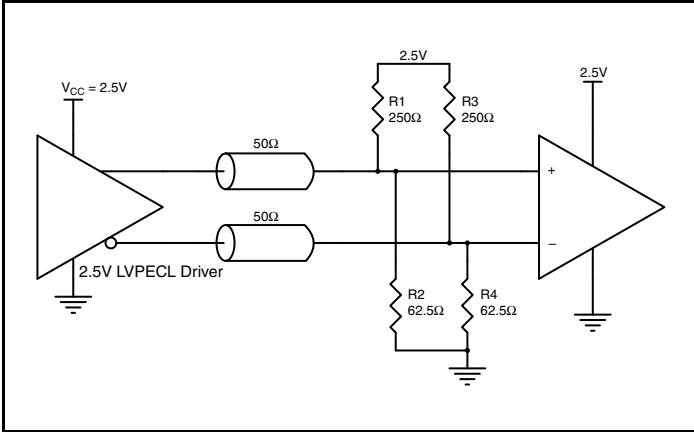 2.5V
V_CC = 2.5V
2.5V
R1
250Ω
R3
250Ω
50Ω
+
50Ω
−
2.5V LVPECL Driver
R2
62.5Ω
R4
62.5Ω